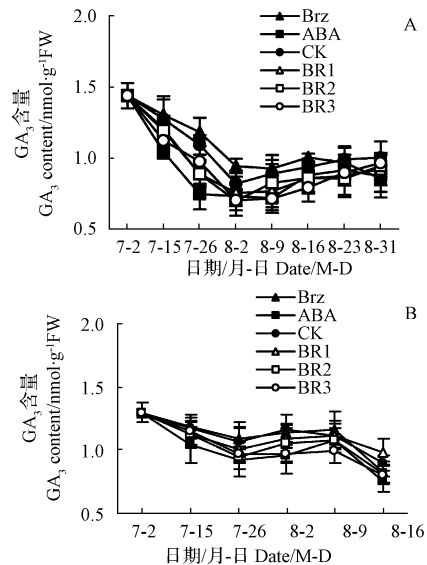 A
Brz
ABA
CK
BR1
BR2
BR3
GA₃含量
GA₃ content/nmol·g⁻¹FW
2.0
1.5
1.0
0.5
7-2 7-15 7-26 8-2 8-9 8-16 8-23 8-31
日期/月-日 Date/M-D
B
Brz
ABA
CK
BR1
BR2
BR3
GA₃含量
GA₃ content/nmol·g⁻¹FW
2.0
1.5
1.0
0.5
7-2 7-15 7-26 8-2 8-9 8-16
日期/月-日 Date/M-D